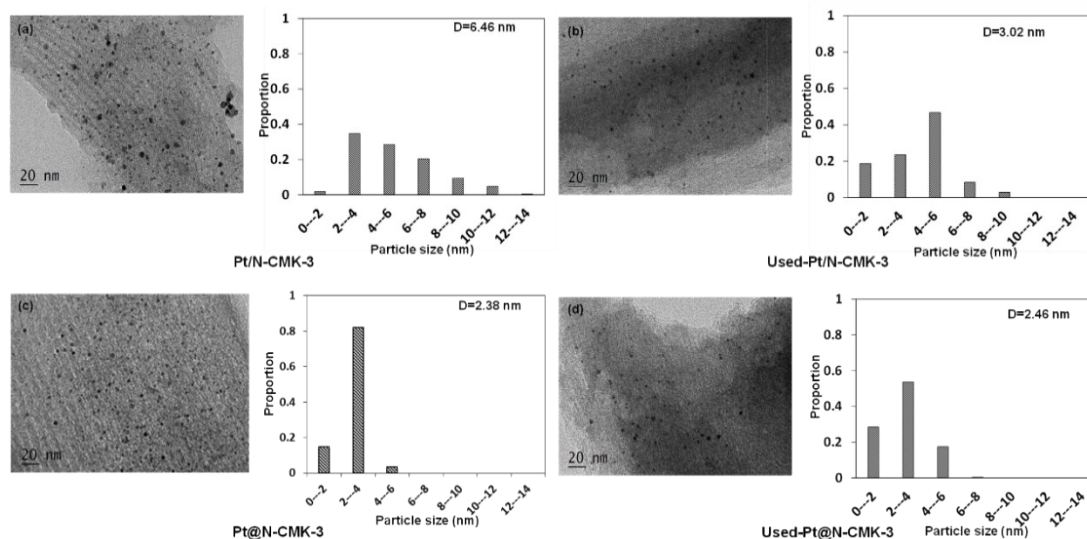 (a)
20 nm
D=6.46 nm
Proportion
1
0.8
0.6
0.4
0.2
0
0---2
2---4
4---6
6---8
8---10
10---12
12---14
Particle size (nm)
Pt/N-CMK-3
(b)
20 nm
D=3.02 nm
Proportion
1
0.8
0.6
0.4
0.2
0
0---2
2---4
4---6
6---8
8---10
10---12
12---14
Particle size (nm)
Used-Pt/N-CMK-3
(c)
20 nm
D=2.38 nm
Proportion
1
0.8
0.6
0.4
0.2
0
0---2
2---4
4---6
6---8
8---10
10---12
12---14
Particle size (nm)
Pt@N-CMK-3
(d)
20 nm
D=2.46 nm
Proportion
1
0.8
0.6
0.4
0.2
0
0---2
2---4
4---6
6---8
8---10
10---12
12---14
Particle size (nm)
Used-Pt@N-CMK-3